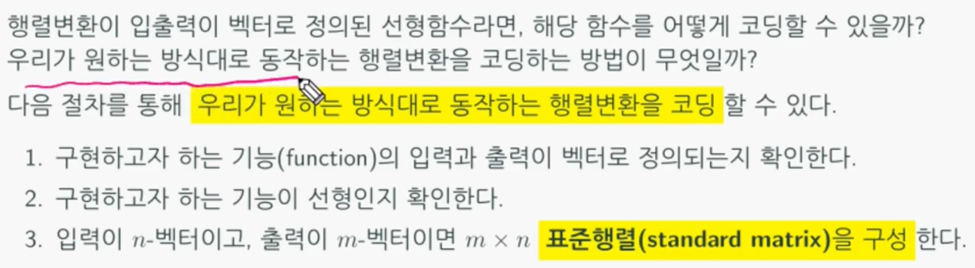 행렬변환이 입출력이 벡터로 정의된 선형함수라면, 해당 함수를 어떻게 코딩할 수 있을까?
우리가 원하는 방식대로 동작하는 행렬변환을 코딩하는 방법이 무엇일까?
다음 절차를 통해 우리가 원하는 방식대로 동작하는 행렬변환을 코딩 할 수 있다.
1. 구현하고자 하는 기능(function)의 입력과 출력이 벡터로 정의되는지 확인한다.
2. 구현하고자 하는 기능이 선형인지 확인한다.
3. 입력이 n-벡터이고, 출력이 m-벡터이면 m × n 표준행렬(standard matrix)을 구성 한다.